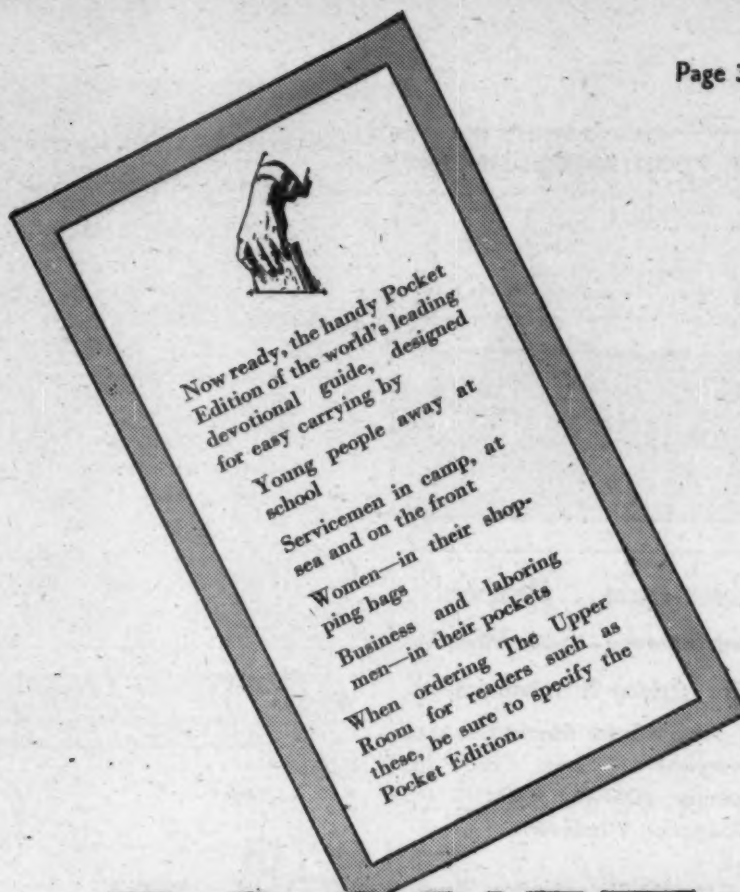 Page 3
Now ready, the handy Pocket
Edition of the world's leading
devotional guide, designed
for easy carrying by
Young people away at
school
Servicemen in camp, at
sea and on the front
Women—in their shop-
ping bags
Business and laboring
men—in their pockets
When ordering The Upper
Room for readers such as
these, be sure to specify the
Pocket Edition.